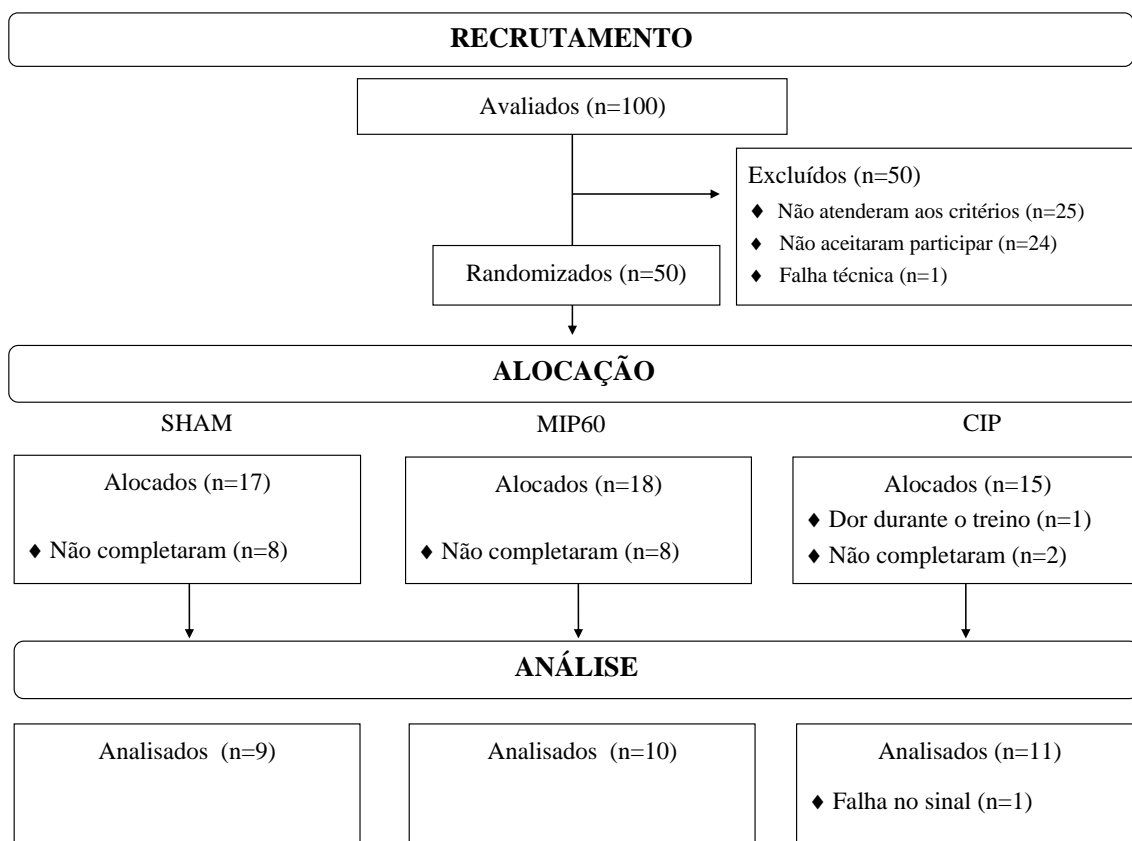 RECRUTAMENTO
Avaliados (n=100)
Excluídos (n=50)
♦ Não atenderam aos critérios (n=25)
♦ Não aceitaram participar (n=24)
♦ Falha técnica (n=1)
Randomizados (n=50)
ALOCAÇÃO
SHAM
Alocados (n=17)
♦ Não completaram (n=8)
MIP60
Alocados (n=18)
♦ Não completaram (n=8)
CIP
Alocados (n=15)
♦ Dor durante o treino (n=1)
♦ Não completaram (n=2)
ANÁLISE
Analisados (n=9)
Analisados (n=10)
Analisados (n=11)
♦ Falha no sinal (n=1)